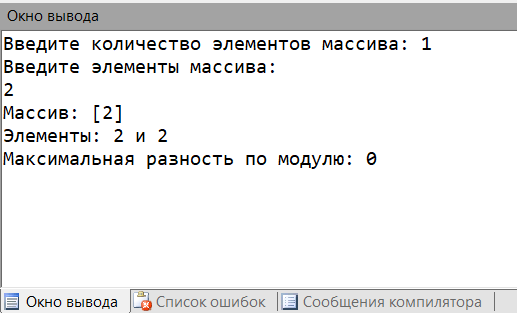 Окно вывода
Введите количество элементов массива: 1
Введите элементы массива:
2
Массив: [2]
Элементы: 2 и 2
Максимальная разность по модулю: 0
Окно вывода Список ошибок Сообщения компилятора